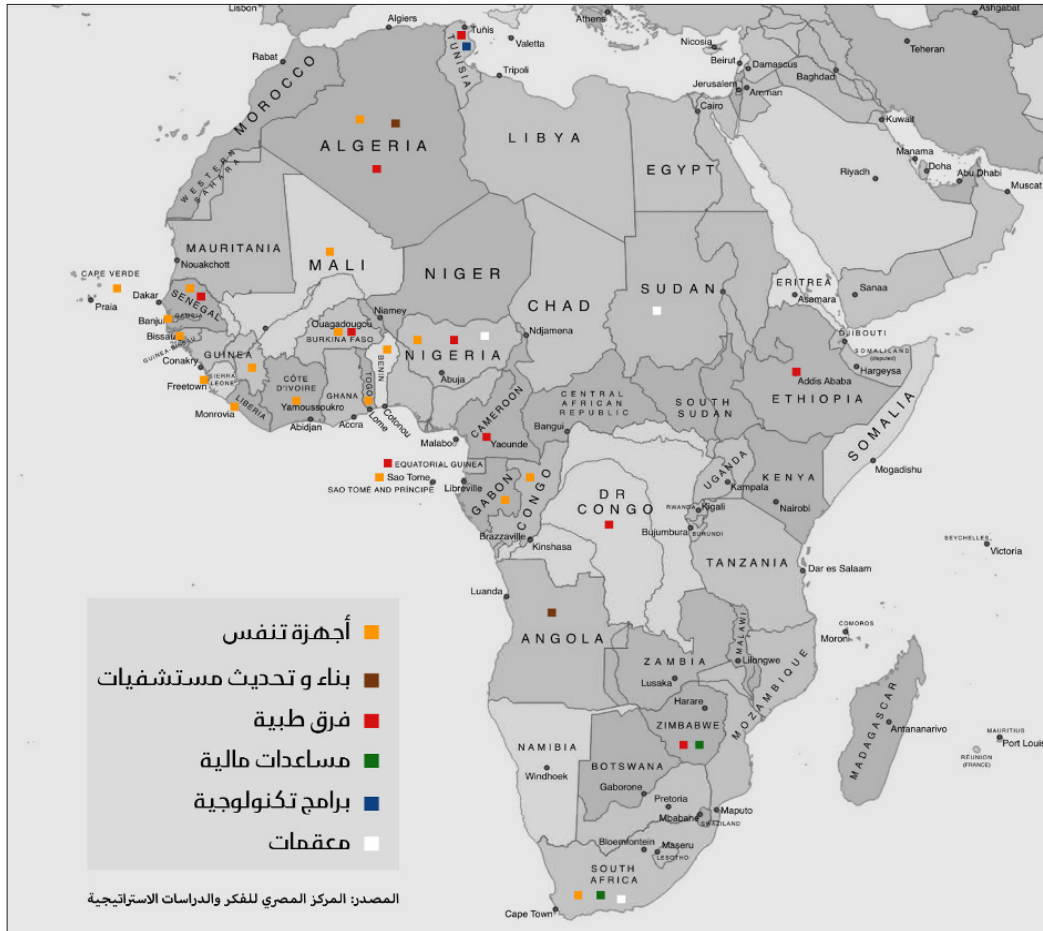 Lisbon
Algiers
Tunis
Athens
Ashgabat
Valetta
Nicosia
Teheran
Rabat
TUNISIA
Tripoli
Beirut
Damascus
Baghdad
Jerusalem
Amman
MOROCCO
Cairo
Kuwait
ALGERIA
LIBYA
EGYPT
Manama
Doha
WESTERN SAHARA
Riyadh
Abu Dhabi
Muscat
MAURITANIA
Nouakchott
MALI
NIGER
CHAD
SUDAN
ERITREA
Asmara
Sanaa
CAPE VERDE
Praia
Dakar
SENEGAL
Banjul
GAMBIA
Niamey
Ouagadougou
BURKINA FASO
Ndjamena
DJIBOUTI
SOMALILAND
(disputed)
Hargeysa
Bissau
GUINEA BISSAU
GUINEA
NIGERIA
BENIN
Abuja
Conakry
SIERRA
LEONE
Freetown
CÔTE
D'IVOIRE
Yamoussoukro
GHANA
TOGO
Addis Ababa
ETHIOPIA
Monrovia
LIBERIA
Abidjan
Accra
Lome
Cotonou
CENTRAL
AFRICAN
REPUBLIC
SOUTH
SUDAN
CAMEROON
Malabo
Yaounde
Bangui
SOMALIA
Mogadishu
EQUATORIAL GUINEA
Sao Tome
SAO TOMÉ AND PRÍNCIPE
Libreville
GABON
CONGO
DR
CONGO
UGANDA
Kampala
KENYA
Nairobi
RWANDA
Kigali
Bujumbura
BURUNDI
Brazzaville
Kinshasa
SEYCHELLES
Victoria
TANZANIA
Dar es Salaam
Luanda
ANGOLA
COMOROS
Moroni
MALAWI
Lilongwe
ZAMBIA
Lusaka
MOZAMBIQUE
Harare
ZIMBABWE
MADAGASCAR
Antananarivo
MAURITIUS
Port Louis
RÉUNION
(FRANCE)
NAMIBIA
Windhoek
BOTSWANA
Gaborone
Pretoria
Mbabane
Maputo
SWAZILAND
Bloemfontein
Maseru
LESOTHO
SOUTH
AFRICA
Cape Town
أجهزة تنفس
بناء و تحديث مستشفيات
فرق طبية
مساعدات مالية
برامج تكنولوجية
معقمات
المصدر: المركز المصري للفكر والدراسات الاستراتيجية